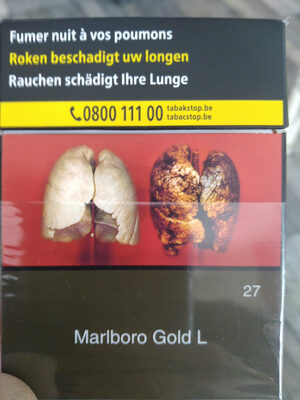 Fumer nuit à vos poumons
Roken beschadigt uw longen
Rauchen schädigt Ihre Lunge
0800 111 00 tabakstop.be
tabacstop.be
27
Marlboro Gold L